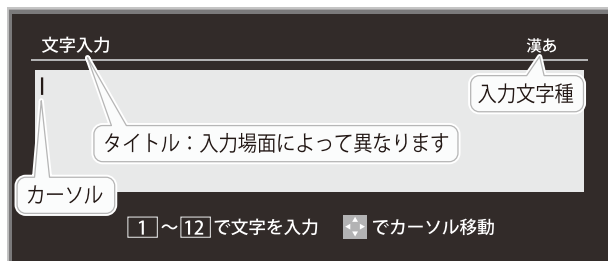 文字入力
漢あ
入力文字種
タイトル：入力場面によって異なります
カーソル
1～12で文字を入力 でカーソル移動